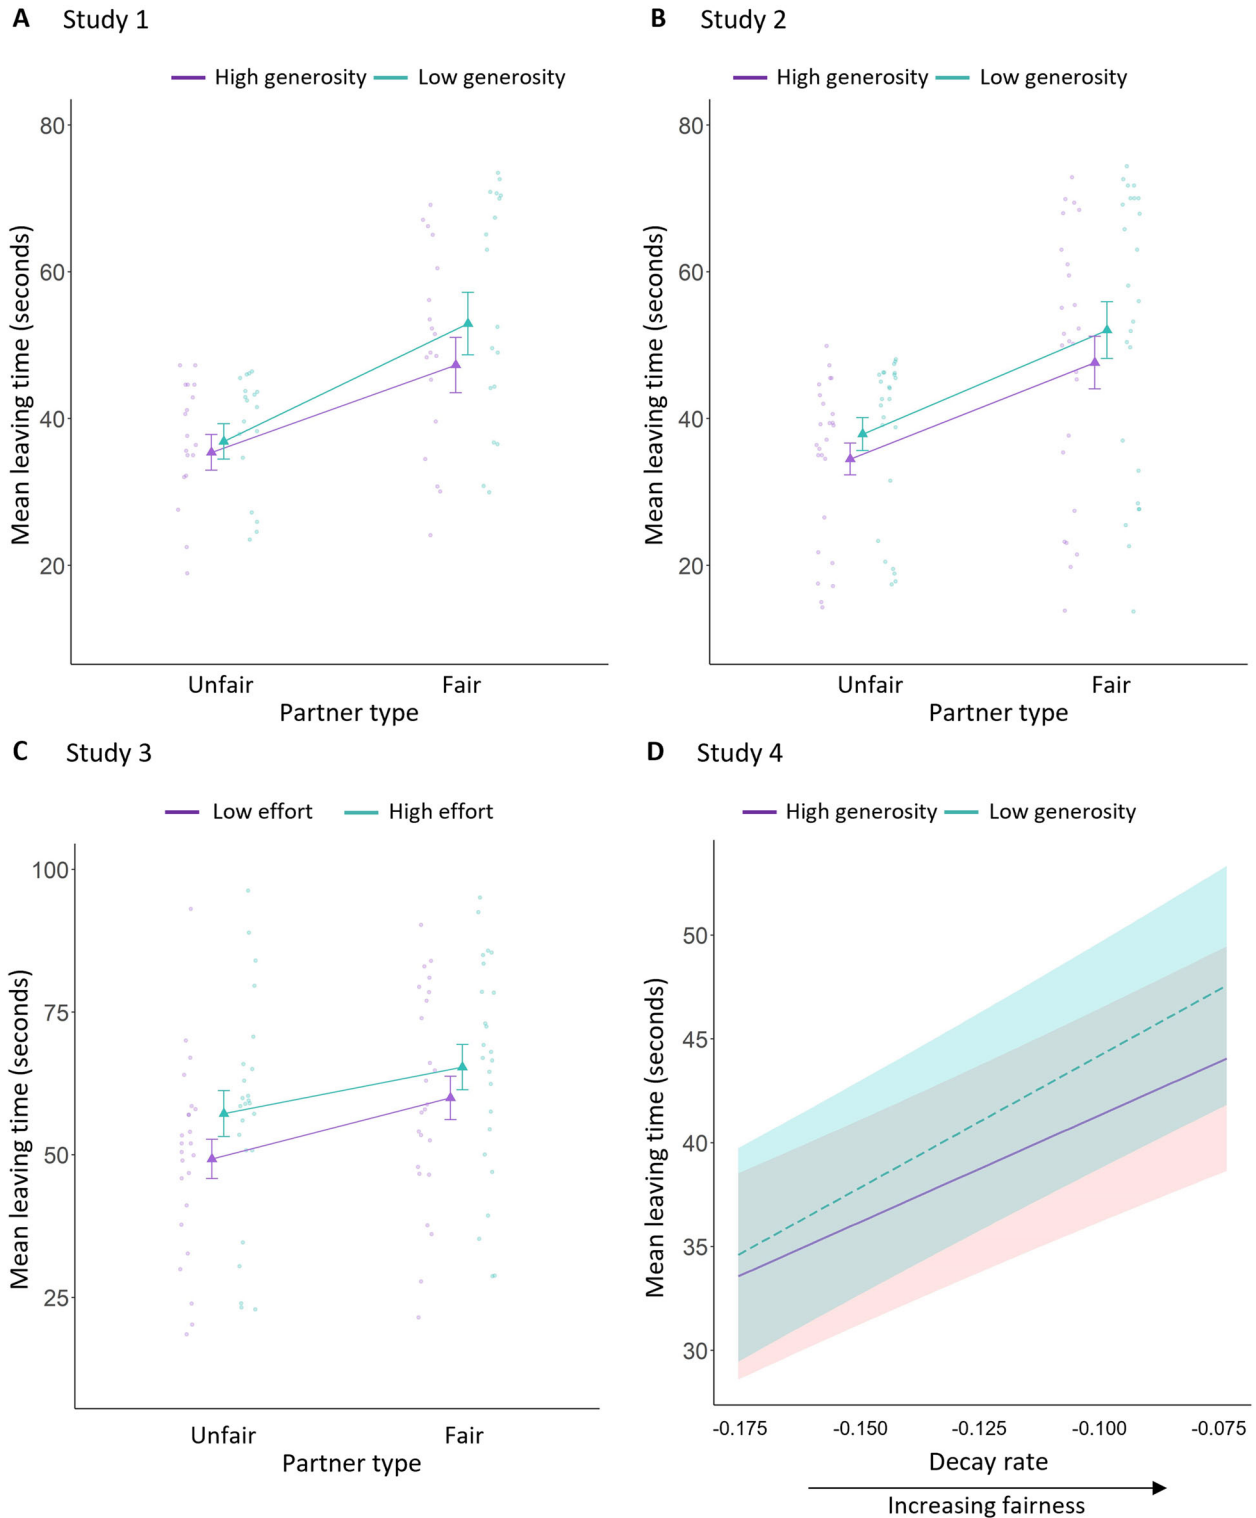 A Study 1
High generosity Low generosity
80
60
40
20
Mean leaving time (seconds)
Unfair Fair
Partner type
B Study 2
High generosity Low generosity
80
60
40
20
Mean leaving time (seconds)
Unfair Fair
Partner type
C Study 3
Low effort High effort
100
75
50
25
Mean leaving time (seconds)
Unfair Fair
Partner type
D Study 4
High generosity Low generosity
50
45
40
35
30
Mean leaving time (seconds)
-0.175 -0.150 -0.125 -0.100 -0.075
Decay rate
Increasing fairness